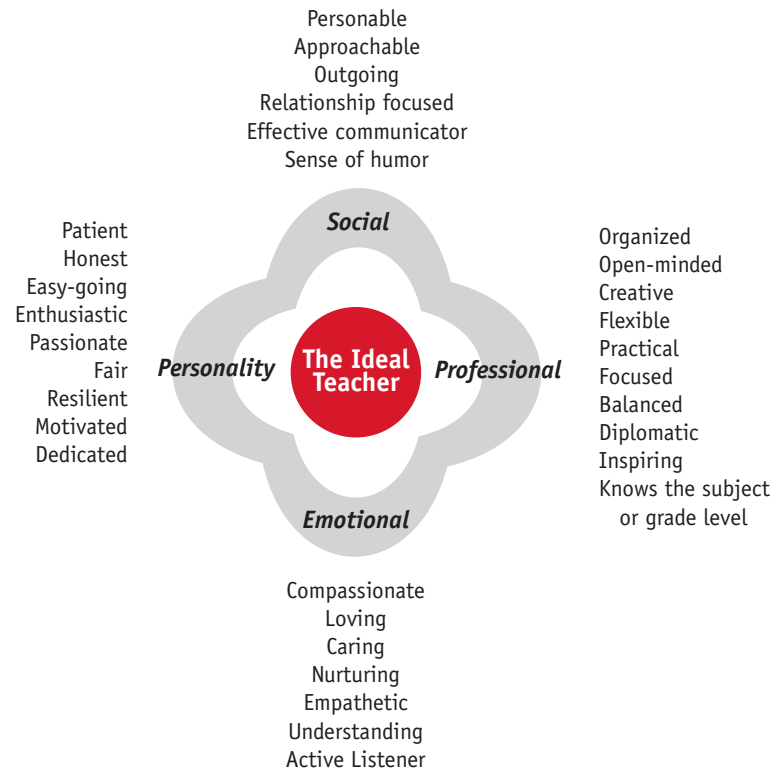 Personable
Approachable
Outgoing
Relationship focused
Effective communicator
Sense of humor
Social
Patient
Honest
Easy-going
Enthusiastic
Passionate
Fair
Resilient
Motivated
Dedicated
Personality
The Ideal
Teacher
Professional
Organized
Open-minded
Creative
Flexible
Practical
Focused
Balanced
Diplomatic
Inspiring
Knows the subject
or grade level
Emotional
Compassionate
Loving
Caring
Nurturing
Empathetic
Understanding
Active Listener